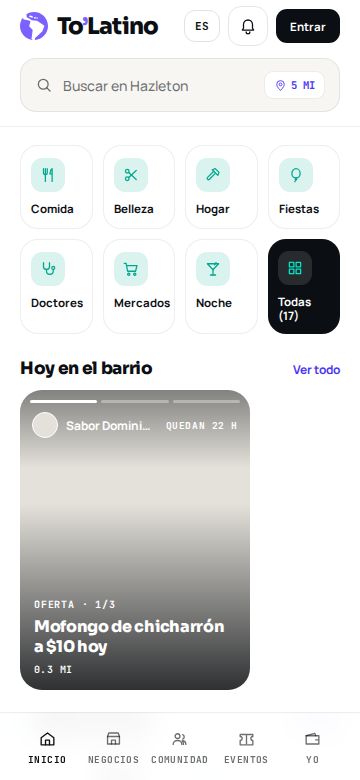 To'Latino
ES
Entrar
Buscar en Hazleton
5 MI
Comida
Belleza
Hogar
Fiestas
Doctores
Mercados
Noche
Todas
(17)
Hoy en el barrio
Ver todo
Sabor Domini...
QUEDAN 22 H
OFERTA · 1/3
Mofongo de chicharrón
a $10 hoy
0.3 MI
INICIO
NEGOCIOS
COMUNIDAD
EVENTOS
YO